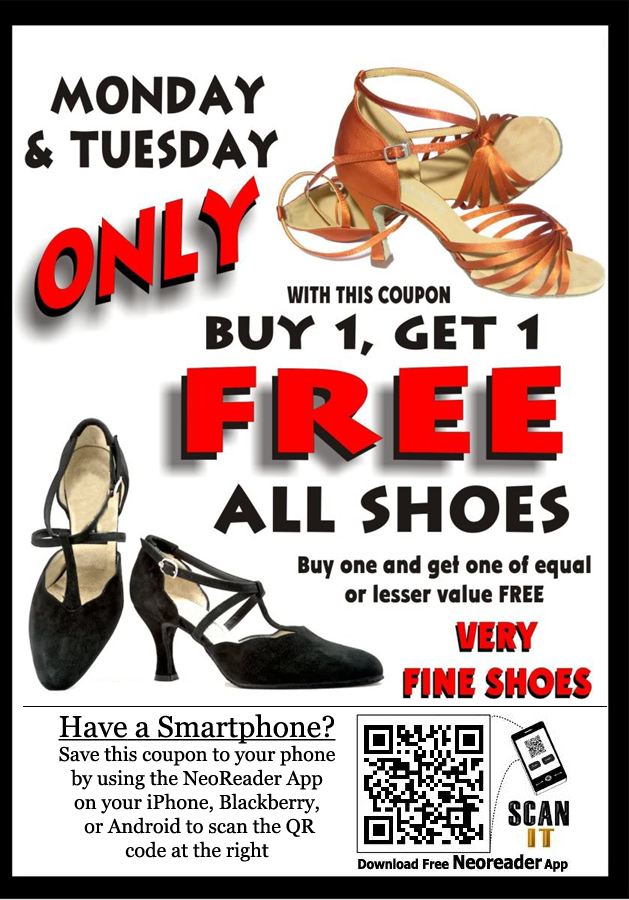 MONDAY
& TUESDAY
ONLY
WITH THIS COUPON
BUY 1, GET 1
FREE
ALL SHOES
Buy one and get one of equal
or lesser value FREE
VERY
FINE SHOES
Have a Smartphone?
Save this coupon to your phone
by using the NeoReader App
on your iPhone, Blackberry,
or Android to scan the QR
code at the right
SCAN
IT
Download Free Neoreader App